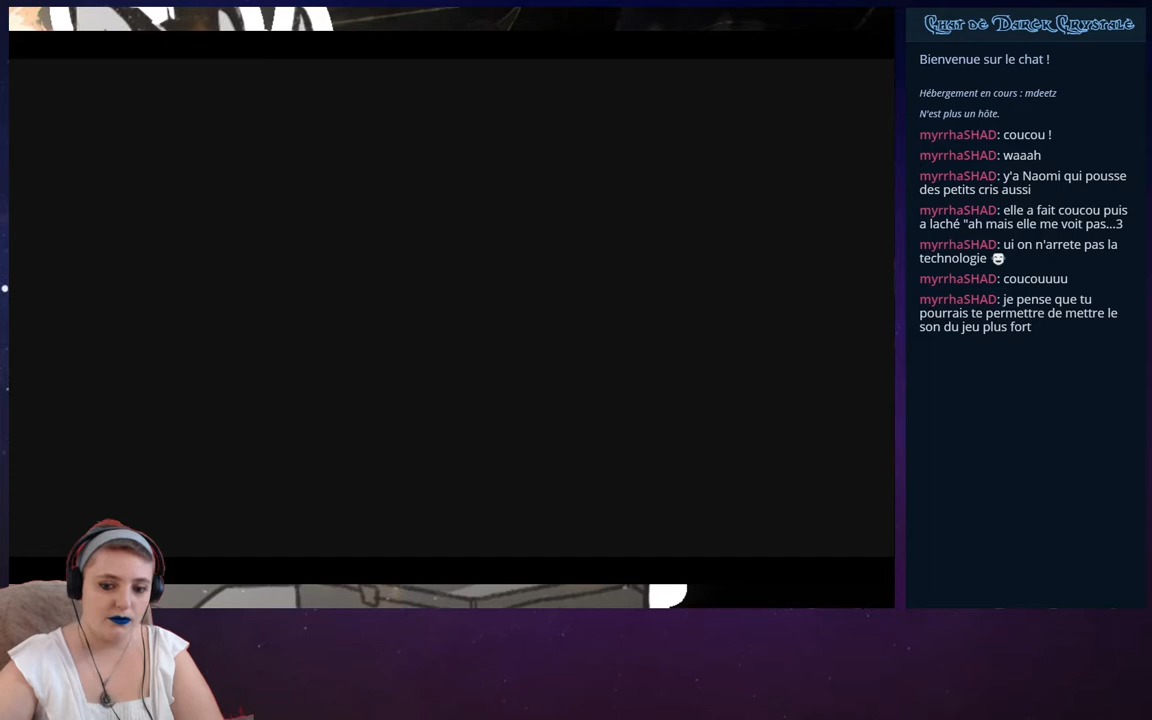 Chat de Darck Crystale
Bienvenue sur le chat !
Hébergement en cours : mdeetz
N'est plus un hôte.
myrrhaSHAD: coucou !
myrrhaSHAD: waaah
myrrhaSHAD: y'a Naomi qui pousse
des petits cris aussi
myrrhaSHAD: elle a fait coucou puis
a laché "ah mais elle me voit pas...3
myrrhaSHAD: ui on n'arrete pas la
technologie
myrrhaSHAD: coucouuuu
myrrhaSHAD: je pense que tu
pourrais te permettre de mettre le
son du jeu plus fort